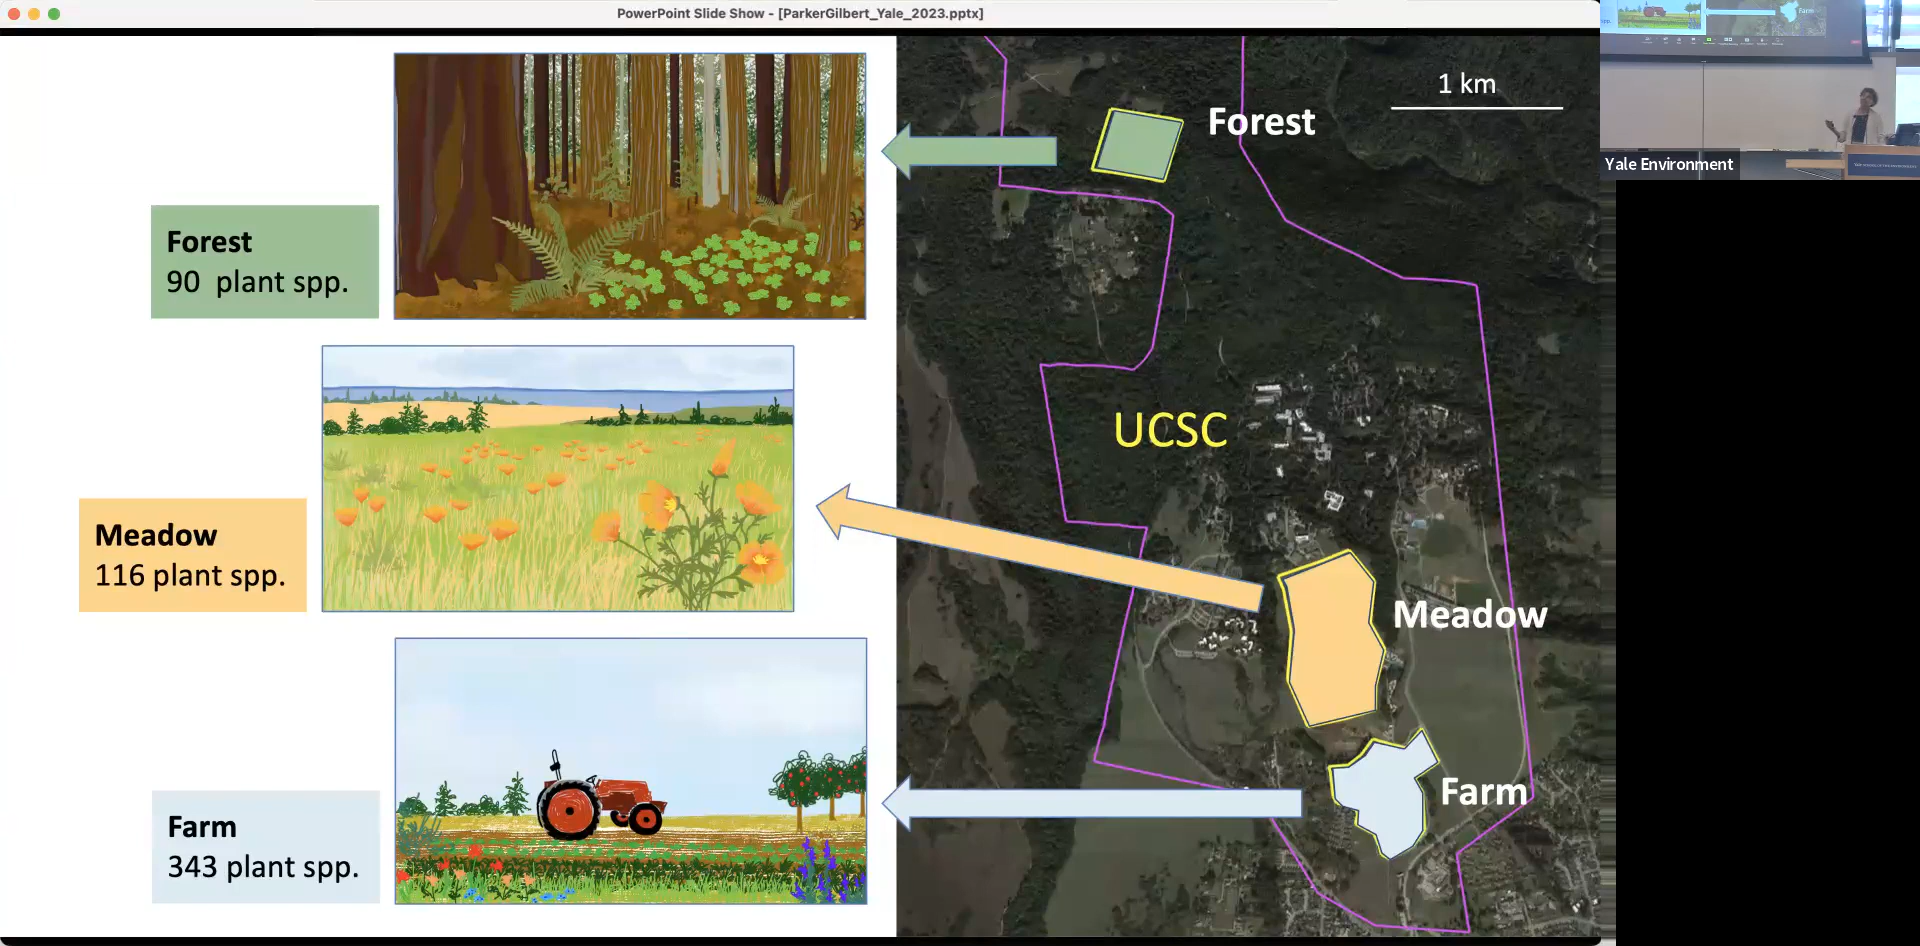 PowerPoint Slide Show - [ParkerGilbert_Yale_2023.pptx]
Forest
90 plant spp.
Meadow
116 plant spp.
Farm
343 plant spp.
1 km
Forest
UCSC
Meadow
Farm
Farm
Yale Environment